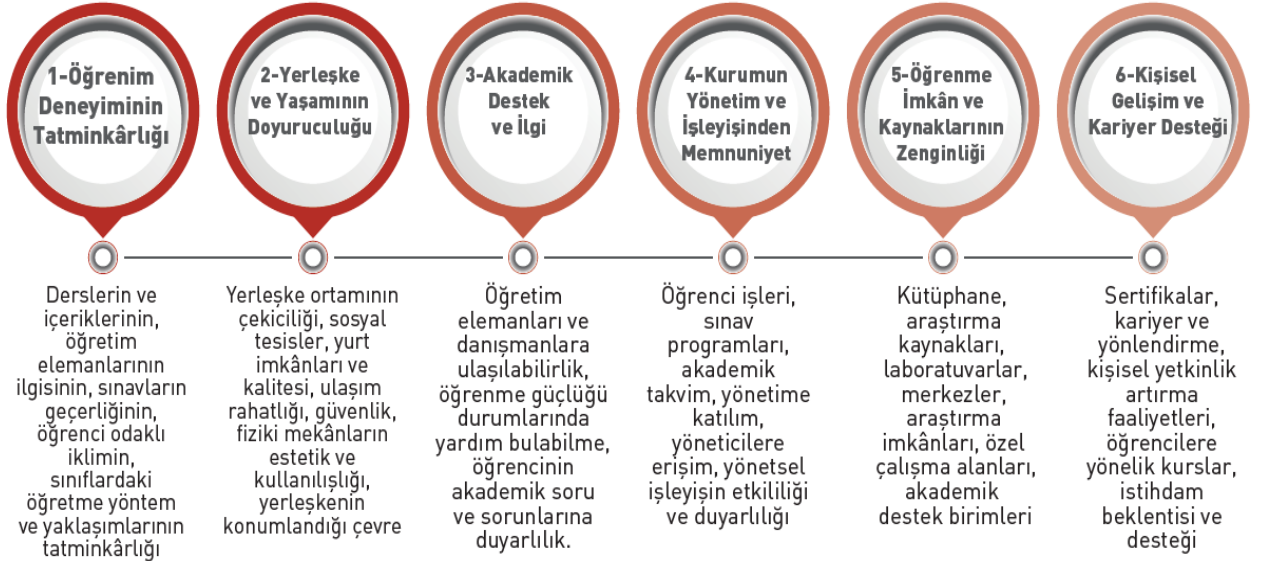 1-Öğrenim
Deneyiminin
Tatminkârlığı
2-Yerleşke
ve Yaşamının
Doyuruculuğu
3-Akademik
Destek
ve İlgi
4-Kurumun
Yönetim ve
İşleyişinden
Memnuniyet
5-Öğrenme
İmkân ve
Kaynaklarının
Zenginliği
6-Kişisel
Gelişim ve
Kariyer Desteği
Derslerin ve
içeriklerinin,
öğretim
elemanlarının
ilgisinin, sınavların
geçerliğinin,
öğrenci odaklı
iklimin,
sınıflardaki
öğretme yöntem
ve yaklaşımlarının
tatminkârlığı
Yerleşke ortamının
çekiciliği, sosyal
tesisler, yurt
imkânları ve
kalitesi, ulaşım
rahatlığı, güvenlik,
fiziki mekânların
estetik ve
kullanılışlığı,
yerleşkenin
konumlandığı çevre
Öğretim
elemanları ve
danışmanlara
ulaşılabilirlik,
öğrenme güçlüğü
durumlarında
yardım bulabilme,
öğrencinin
akademik soru
ve sorunlarına
duyarlılık.
Öğrenci işleri,
sınav
programları,
akademik
takvim, yönetime
katılım,
yöneticilere
erişim, yönetsel
işleyişin etkililiği
ve duyarlılığı
Kütüphane,
araştırma
kaynakları,
laboratuvarlar,
merkezler,
araştırma
imkânları, özel
çalışma alanları,
akademik
destek birimleri
Sertifikalar,
kariyer ve
yönlendirme,
kişisel yetkinlik
artırma
faaliyetleri,
öğrencilere
yönelik kurslar,
istihdam
beklentisi ve
desteği